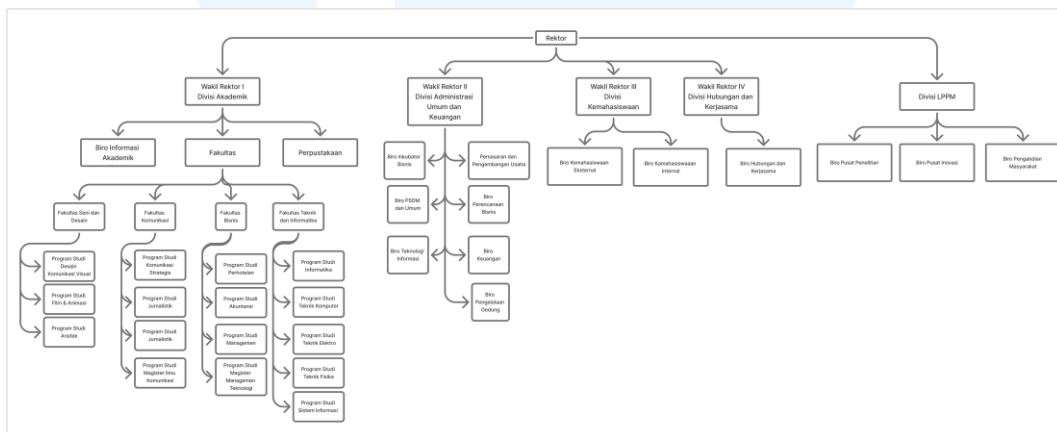 Rektor
Wakil Rektor I
Divisi Akademik
Wakil Rektor II
Divisi Administrasi
Umum dan
Keuangan
Wakil Rektor III
Divisi
Kemahasiswaan
Wakil Rektor IV
Divisi Hubungan dan
Kerjasama
Divisi LPPM
Biro Informasi
Akademik
Fakultas
Perpustakaan
Biro Inkubator
Bisnis
Pemasaran dan
Pengembangan Usaha
Biro Kemahasiswaan
Eksternal
Biro Kemahasiswaaan
Internal
Biro Hubungan dan
Kerjasama
Biro Pusat Penelitian
Biro Pusat Inovasi
Biro Pengabdian
Masyarakat
Biro PSDM
dan Umum
Biro
Perencanaan
Bisnis
Fakultas Seni dan
Desain
Fakultas
Komunikasi
Fakultas
Bisnis
Fakultas Teknik
dan Informatika
Biro Teknologi
Informasi
Biro
Keuangan
Biro
Pengelolaan
Gedung
Program Studi
Desain
Komunikasi Visual
Program Studi
Film & Animasi
Program Studi
Arsitek
Program Studi
Komunikasi
Strategis
Program Studi
Jurnalistik
Program Studi
Jurnalistik
Program Studi
Magister Ilmu
Komunikasi
Program Studi
Perhotelan
Program Studi
Akuntansi
Program Studi
Managemen
Program Studi
Magister
Managemen
Teknologi
Program Studi
Informatika
Program Studi
Teknik Komputer
Program Studi
Teknik Elektro
Program Studi
Teknik Fisika
Program Studi
Sistem Informasi